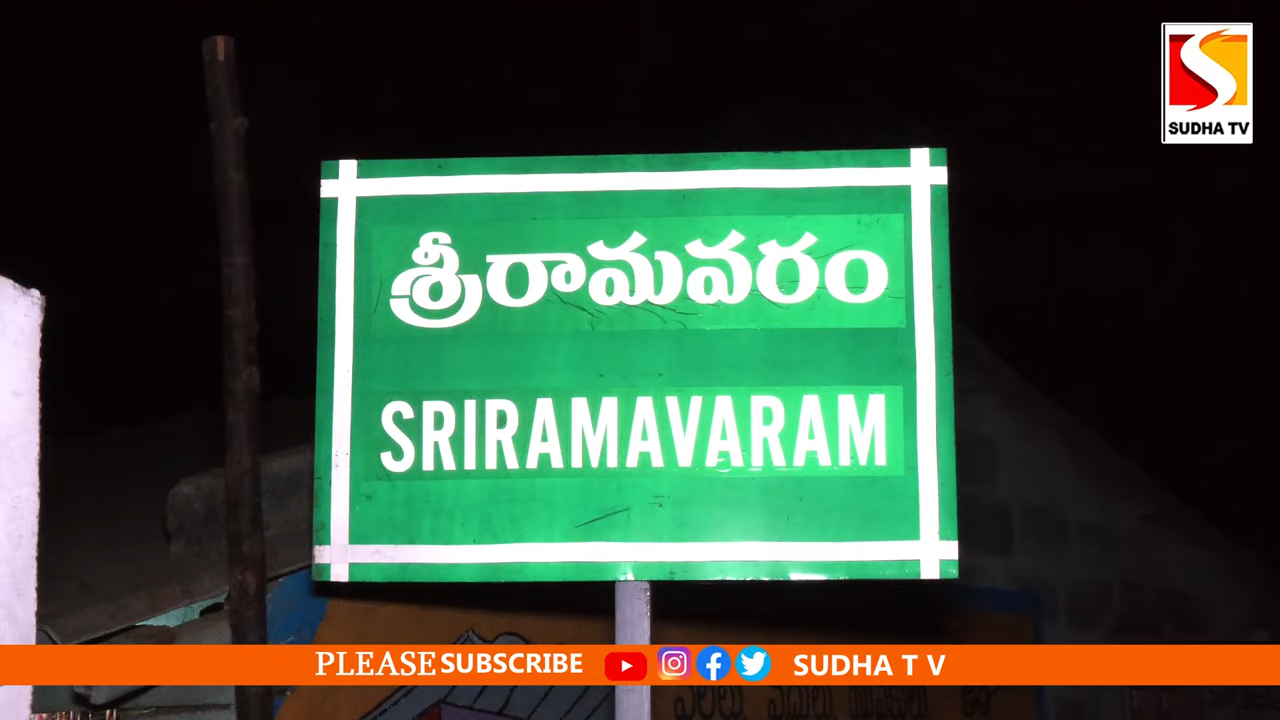 SUDHA TV
శ్రీరామవరం
SRIRAMAVARAM
PLEASE SUBSCRIBE SUDHA T V